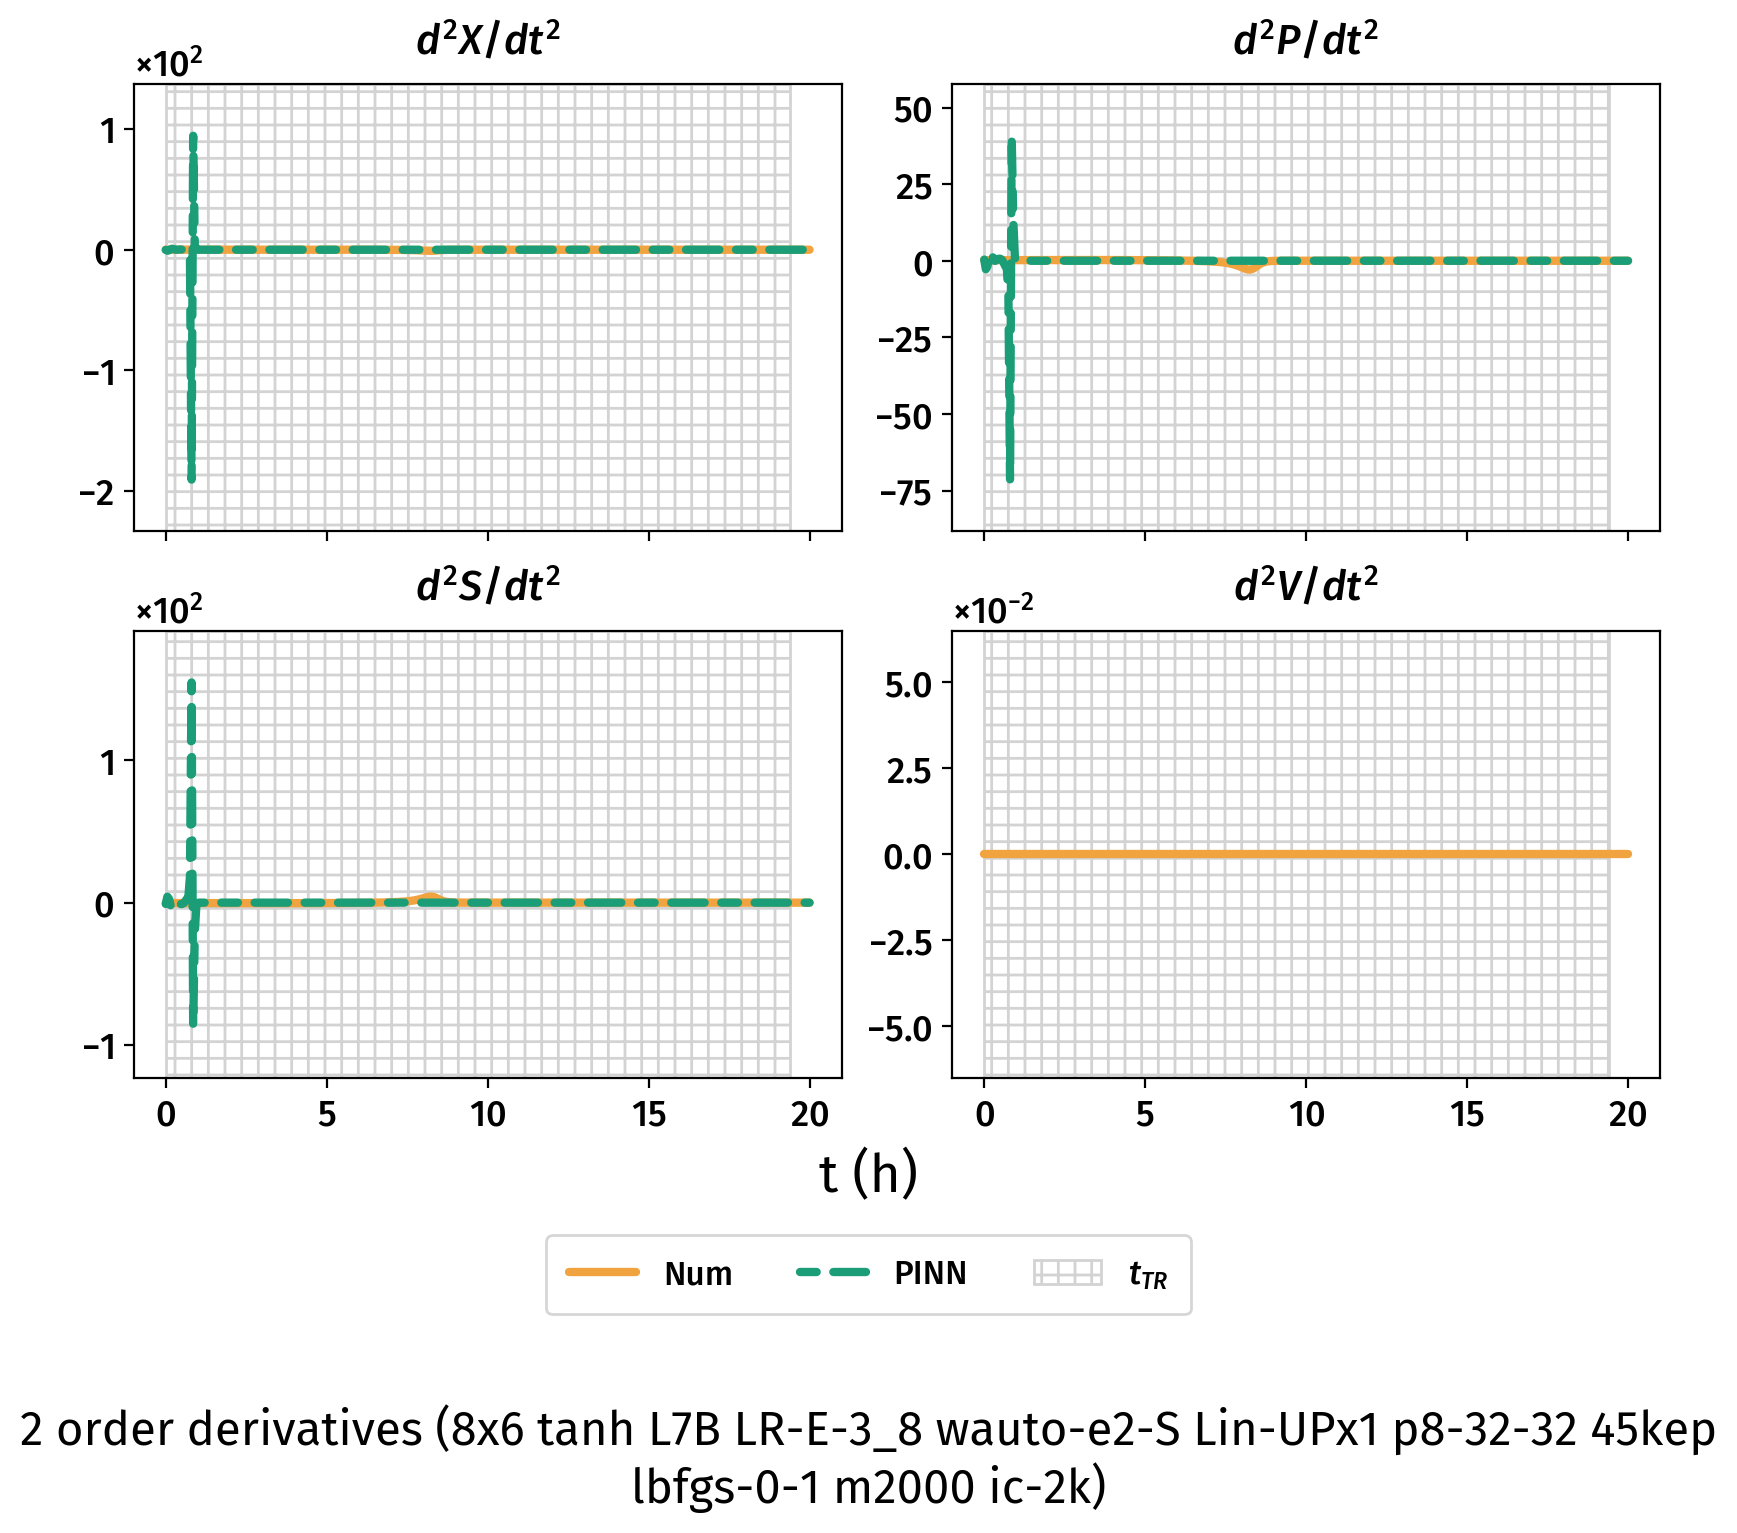 d²X/dt²
×10²
1
0
−1
−2
d²P/dt²
50
25
0
−25
−50
−75
d²S/dt²
×10²
1
0
−1
0 5 10 15 20
d²V/dt²
×10⁻²
5.0
2.5
0.0
−2.5
−5.0
0 5 10 15 20
t (h)
Num PINN t_TR
2 order derivatives (8x6 tanh L7B LR-E-3_8 wauto-e2-S Lin-UPx1 p8-32-32 45kep
lbfgs-0-1 m2000 ic-2k)